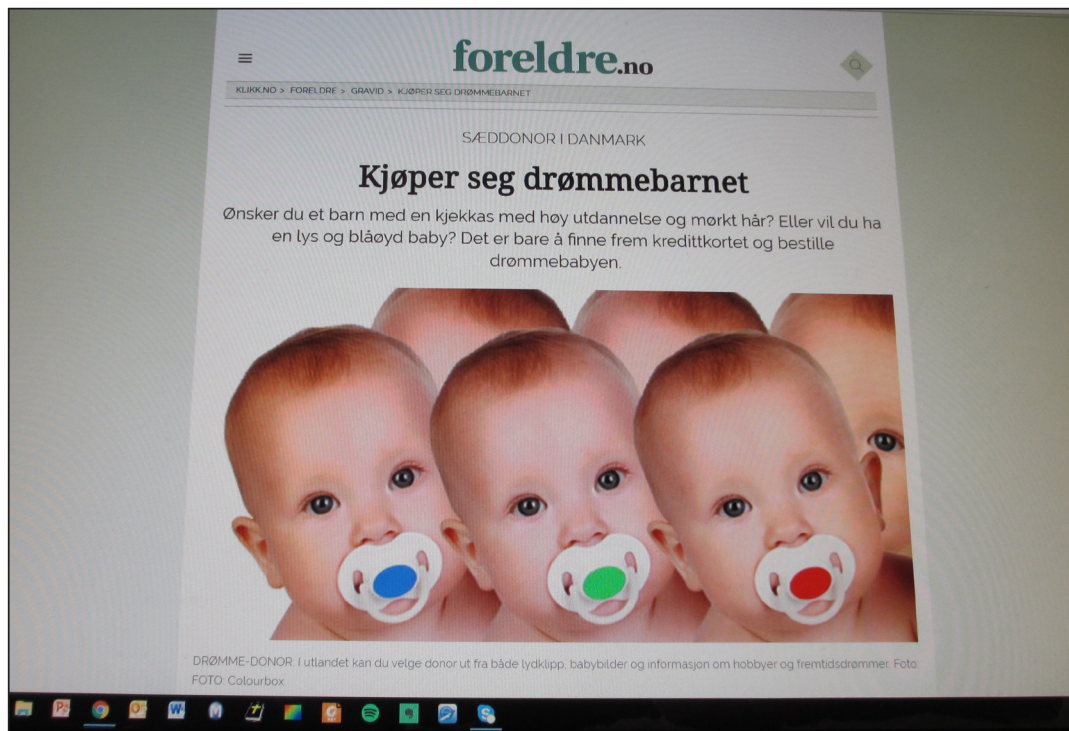 foreldre.no
KLIKK.NO > FORELDRE > GRAVID > KJØPER SEG DRØMMEBARNET
SÆDDONOR I DANMARK
Kjøper seg drømmebarnet
Ønsker du et barn med en kjekkas med høy utdannelse og mørkt hår? Eller vil du ha
en lys og blåøyd baby? Det er bare å finne frem kredittkortet og bestille
drømmebabyen.
DRØMME-DONOR: I utlandet kan du velge donor ut fra både lydklipp, babybilder og informasjon om hobbyer og fremtidsdrømmer. Foto:
FOTO: Colourbox